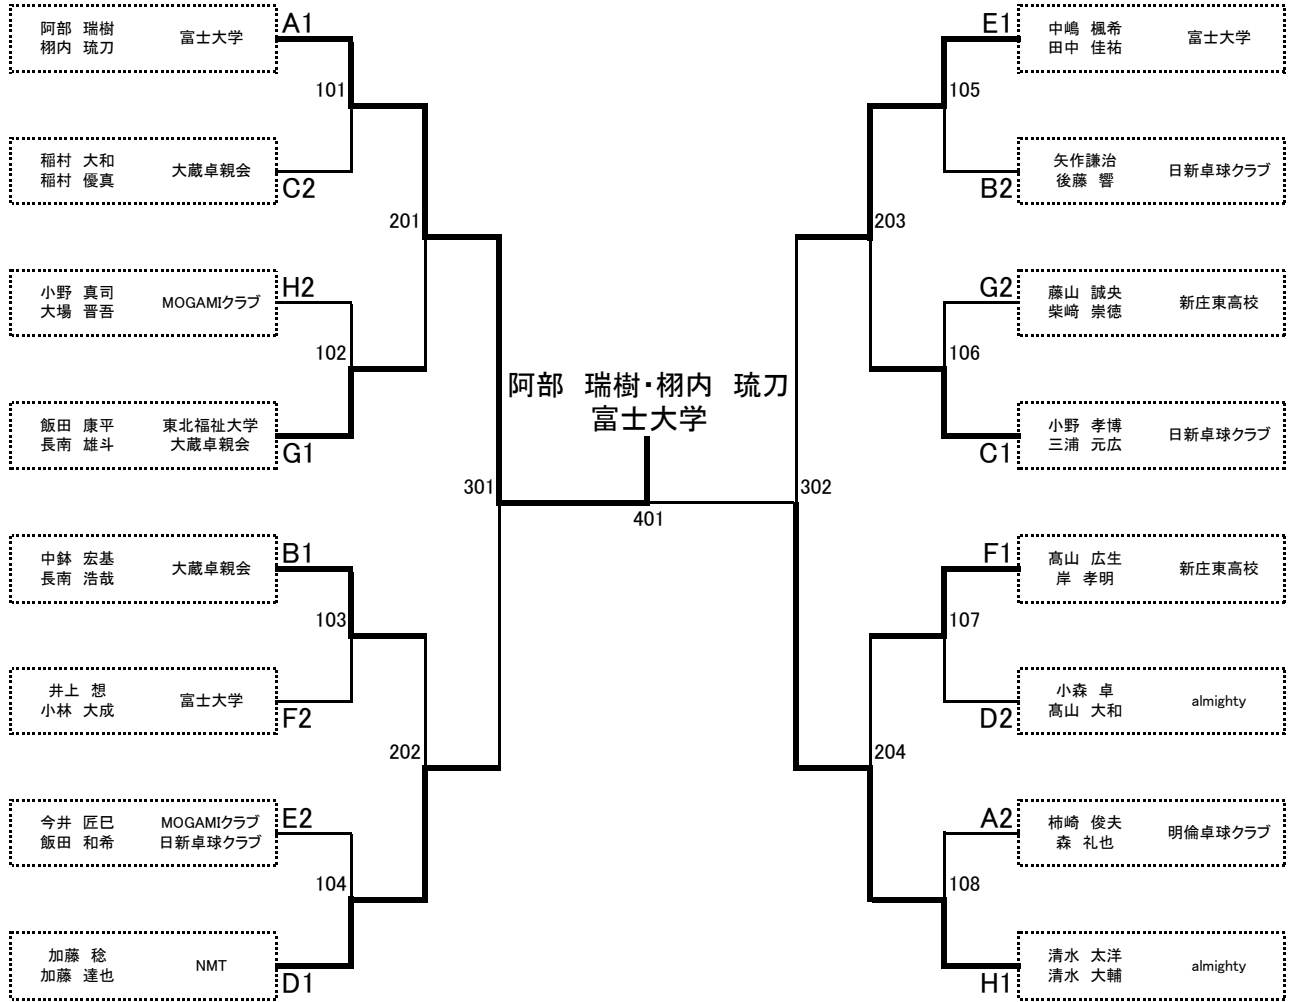 阿部 瑞樹
栩内 琉刀
富士大学
A1
101
稲村 大和
稲村 優真
大蔵卓親会
C2
201
小野 真司
大場 晋吾
MOGAMIクラブ
H2
102
飯田 康平
長南 雄斗
東北福祉大学
大蔵卓親会
G1
301
中鉢 宏基
長南 浩哉
大蔵卓親会
B1
103
井上 想
小林 大成
富士大学
F2
202
今井 匠巳
飯田 和希
MOGAMIクラブ
日新卓球クラブ
E2
104
加藤 稔
加藤 達也
NMT
D1
阿部 瑞樹・栩内 琉刀
富士大学
401
E1
中嶋 楓希
田中 佳祐
富士大学
105
B2
矢作謙治
後藤 響
日新卓球クラブ
203
G2
藤山 誠央
柴﨑 崇徳
新庄東高校
106
C1
小野 孝博
三浦 元広
日新卓球クラブ
302
F1
髙山 広生
岸 孝明
新庄東高校
107
D2
小森 卓
髙山 大和
almighty
204
A2
柿崎 俊夫
森 礼也
明倫卓球クラブ
108
H1
清水 太洋
清水 大輔
almighty